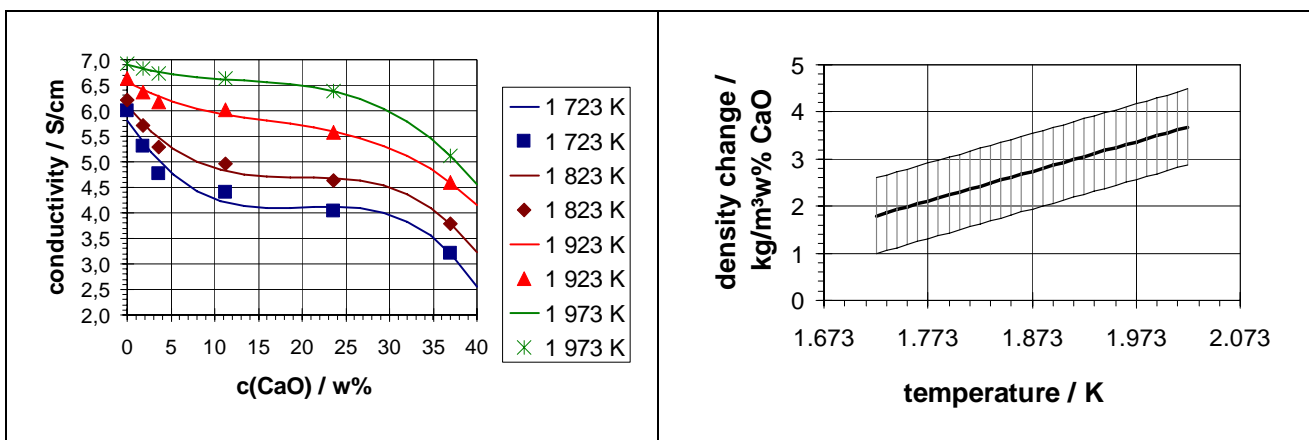 conductivity / S/cm
7,0
6,5
6,0
5,5
5,0
4,5
4,0
3,5
3,0
2,5
2,0
0 5 10 15 20 25 30 35 40
c(CaO) / w%
1 723 K
1 723 K
1 823 K
1 823 K
1 923 K
1 923 K
1 973 K
1 973 K
density change /
kg/m³w% CaO
5
4
3
2
1
0
1.673 1.773 1.873 1.973 2.073
temperature / K